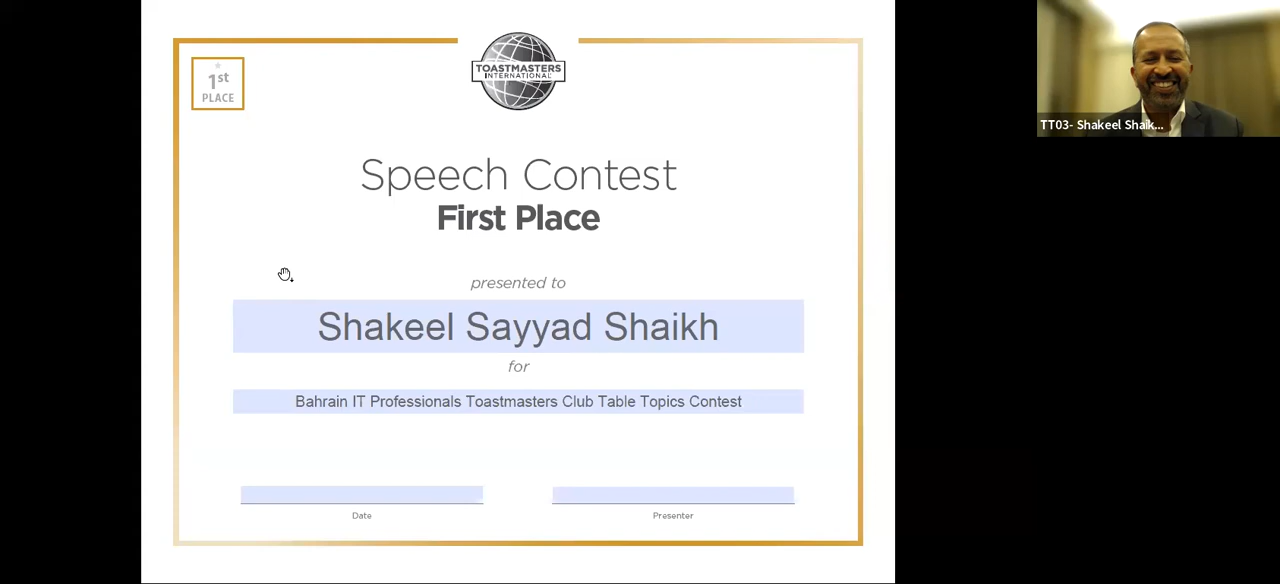 1st
PLACE
TOASTMASTERS
INTERNATIONAL
Speech Contest
First Place
presented to
Shakeel Sayyad Shaikh
for
Bahrain IT Professionals Toastmasters Club Table Topics Contest
Date
Presenter
TT03- Shakeel Shaik...